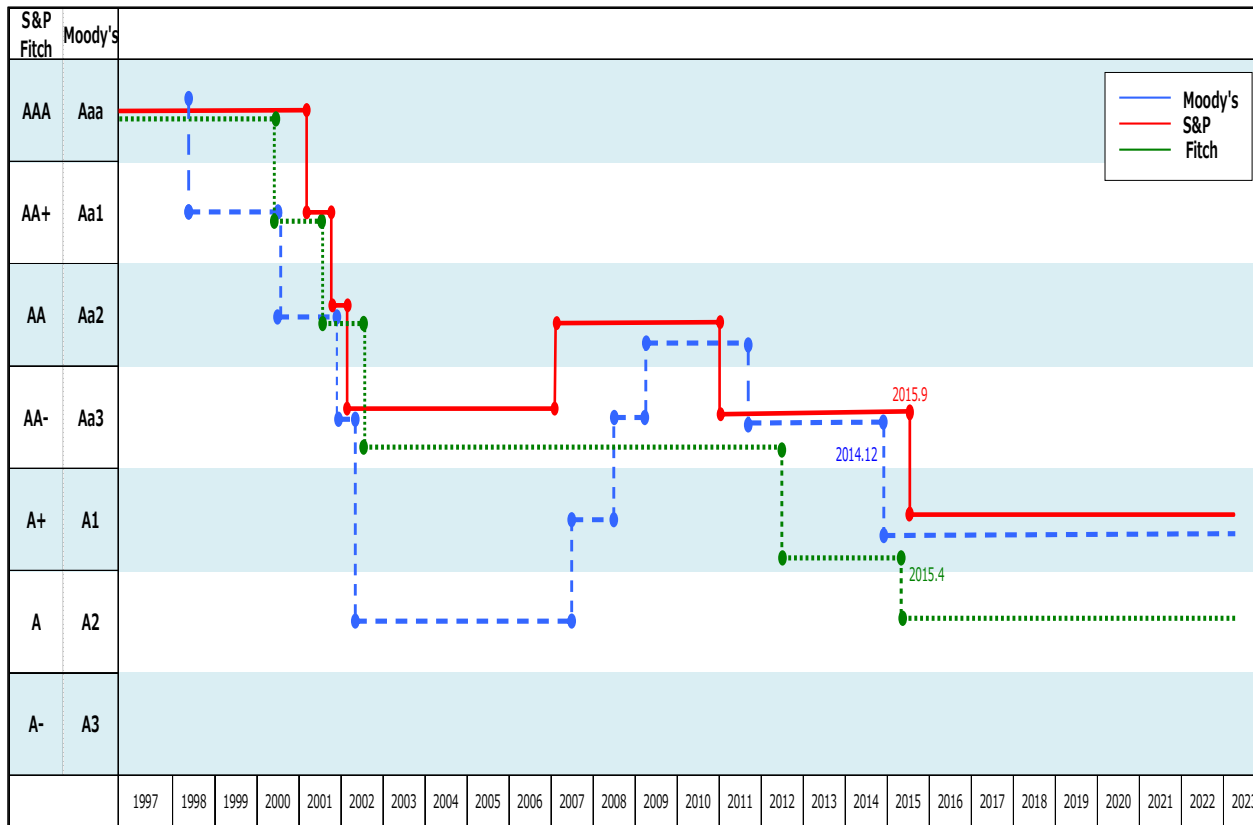 S&P
Fitch
Moody's
Moody's
S&P
Fitch
AAA Aaa
AA+ Aa1
AA Aa2
AA- Aa3
2015.9
2014.12
A+ A1
2015.4
A A2
A- A3
1997 1998 1999 2000 2001 2002 2003 2004 2005 2006 2007 2008 2009 2010 2011 2012 2013 2014 2015 2016 2017 2018 2019 2020 2021 2022 2023